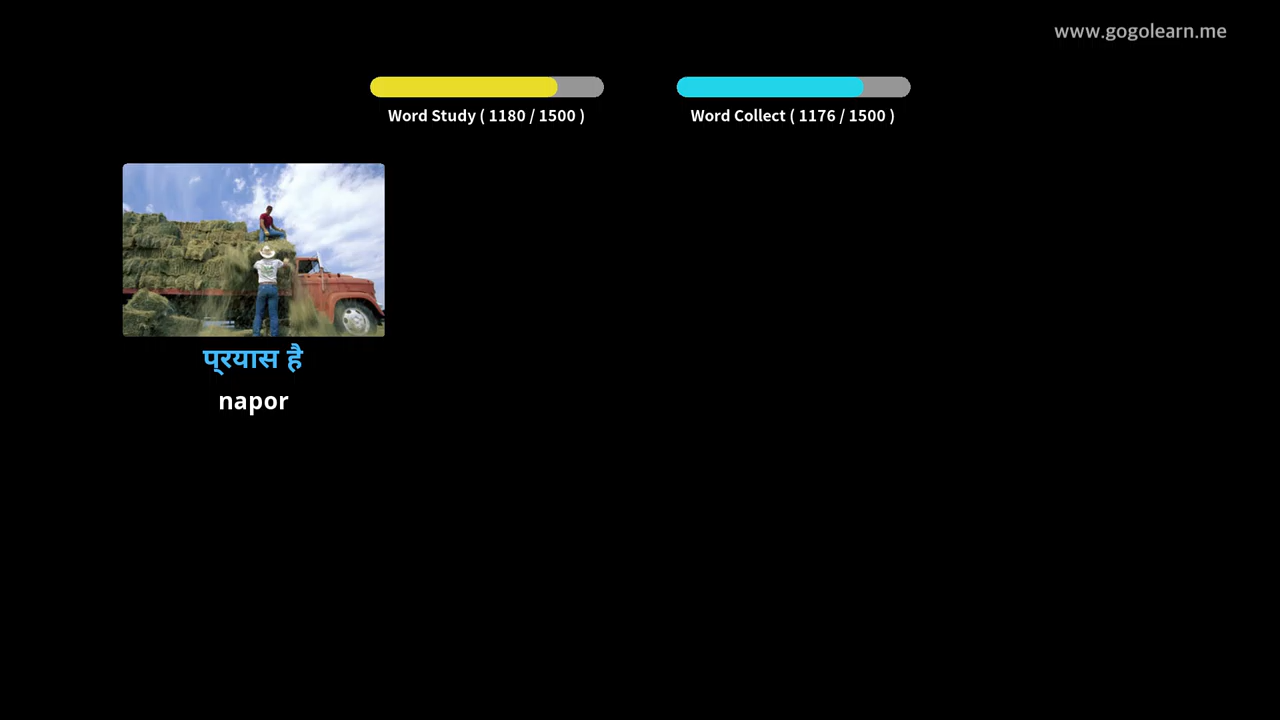 www.gogolearn.me
Word Study ( 1180 / 1500 )
Word Collect ( 1176 / 1500 )
प्रयास है
napor